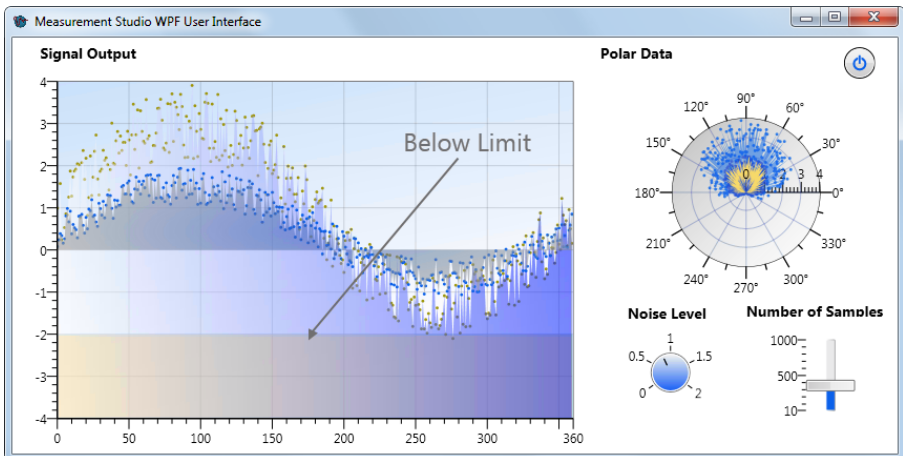 Measurement Studio WPF User Interface
Signal Output
4
3
2
1
0
-1
-2
-3
-4
0 50 100 150 200 250 300 360
Below Limit
Polar Data
90°
120° 60°
150° 30°
180° 0 2 3 4 0°
210° 330°
240° 300°
270°
Noise Level
1
0.5 1.5
0 2
Number of Samples
1000
500
10